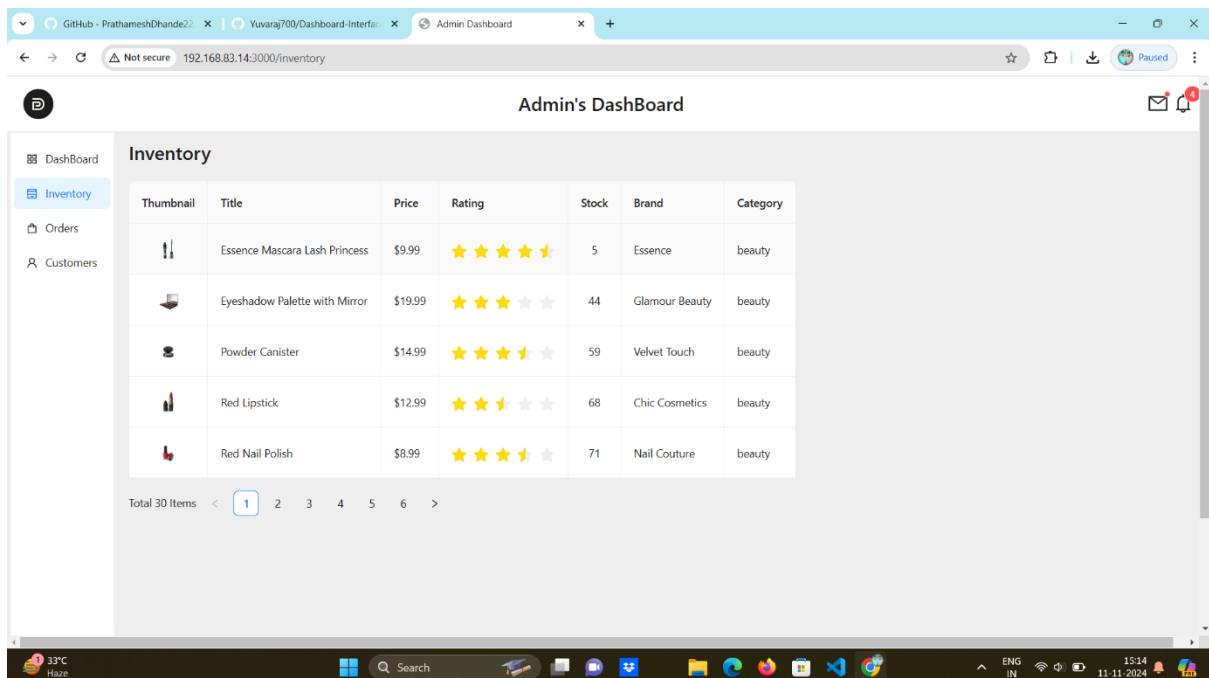 GitHub - PrathameshDhande22 Yuvaraj700/Dashboard-Interfac Admin Dashboard
Not secure 192.168.83.14:3000/inventory Paused
Admin's DashBoard 4
DashBoard
Inventory
Orders
Customers
Inventory
Thumbnail Title Price Rating Stock Brand Category
Essence Mascara Lash Princess $9.99 5 Essence beauty
Eyeshadow Palette with Mirror $19.99 44 Glamour Beauty beauty
Powder Canister $14.99 59 Velvet Touch beauty
Red Lipstick $12.99 68 Chic Cosmetics beauty
Red Nail Polish $8.99 71 Nail Couture beauty
Total 30 Items < 1 2 3 4 5 6 >
1 33°C
Haze
Search
ENG
IN
15:14
11-11-2024